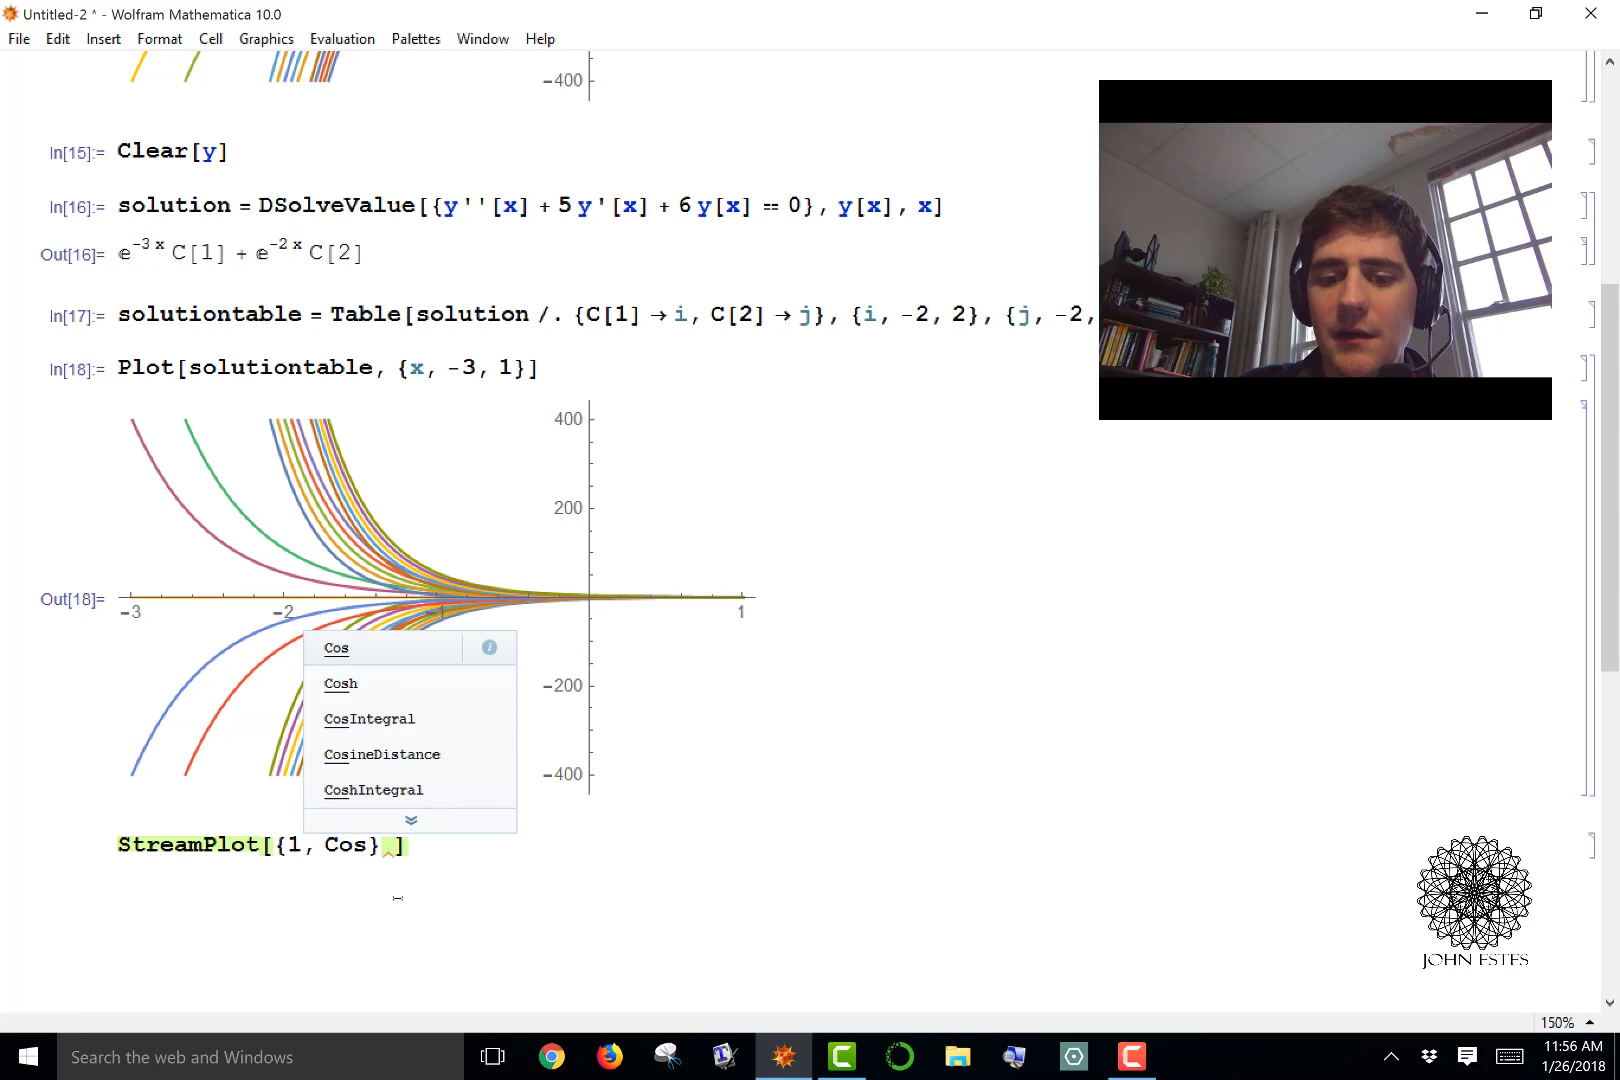 Untitled-2 * - Wolfram Mathematica 10.0
File Edit Insert Format Cell Graphics Evaluation Palettes Window Help
-400
In[15]:= Clear[y]
In[16]:= solution = DSolveValue[{y''[x] + 5 y'[x] + 6 y[x] == 0}, y[x], x]
Out[16]= e^-3 x C[1] + e^-2 x C[2]
In[17]:= solutiontable = Table[solution /. {C[1] → i, C[2] → j}, {i, -2, 2}, {j, -2,
In[18]:= Plot[solutiontable, {x, -3, 1}]
400
200
Out[18]=
-3 -2 -1 1
-200
-400
Cos
Cosh
CosIntegral
CosineDistance
CoshIntegral
StreamPlot[{1, Cos} ]
JOHN ESTES
150%
Search the web and Windows
11:56 AM
1/26/2018